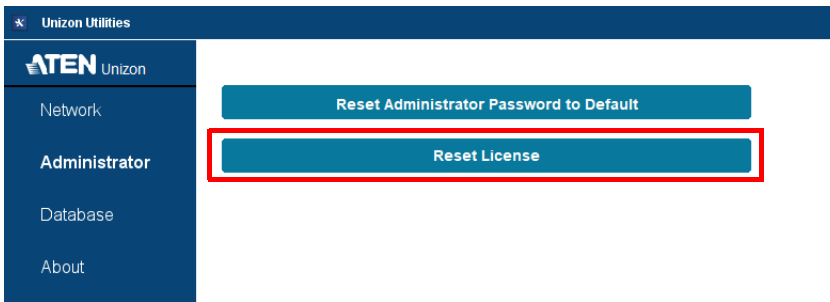 Unizon Utilities
ATEN Unizon
Network
Administrator
Database
About
Reset Administrator Password to Default
Reset License